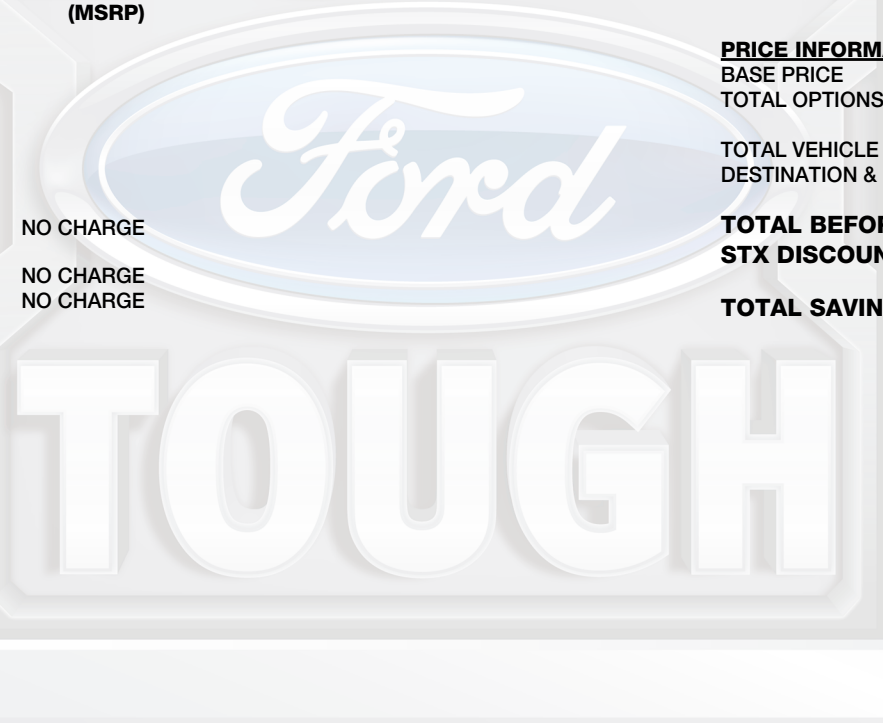 (MSRP)
NO CHARGE
NO CHARGE
NO CHARGE
PRICE INFORMA
BASE PRICE
TOTAL OPTIONS
TOTAL VEHICLE
DESTINATION &
TOTAL BEFOR
STX DISCOUN
TOTAL SAVIN
Ford
TOUGH